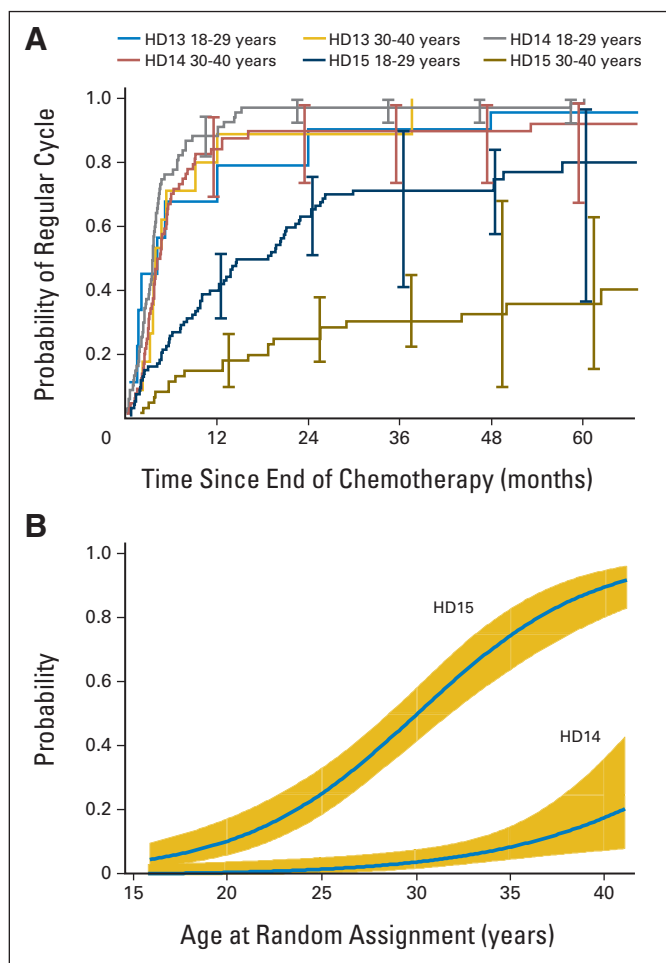 A
HD13 18-29 years HD13 30-40 years HD14 18-29 years
HD14 30-40 years HD15 18-29 years HD15 30-40 years
Probability of Regular Cycle
1.0
0.8
0.6
0.4
0.2
0 12 24 36 48 60
Time Since End of Chemotherapy (months)
B
Probability
1.0
0.8
0.6
0.4
0.2
0
HD15
HD14
15 20 25 30 35 40
Age at Random Assignment (years)